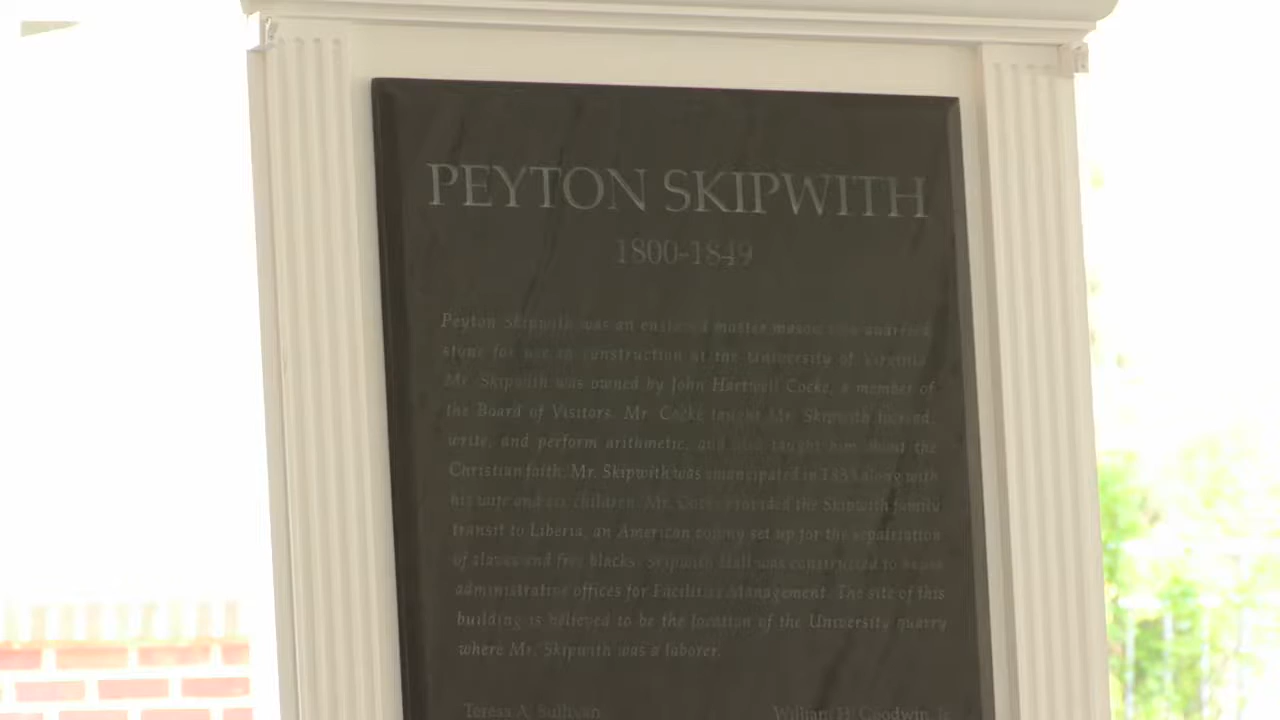 PEYTON SKIPWITH
1800-1849
Peyton Skipwith was an enslaved master mason who quarried
stone for use in construction at the University of Virginia.
Mr. Skipwith was owned by John Hartwell Cocke, a member of
the Board of Visitors. Mr. Cocke taught Mr. Skipwith to read,
write, and perform arithmetic, and also taught him about the
Christian faith. Mr. Skipwith was emancipated in 1833 along with
his wife and six children. Mr. Cocke provided the Skipwith family
transit to Liberia, an American colony set up for the repatriation
of slaves and free blacks. Skipwith Hall was constructed to house
administrative offices for Facilities Management. The site of this
building is believed to be the location of the University quarry
where Mr. Skipwith was a laborer.
Teresa A. Sullivan William H. Goodwin, Jr.